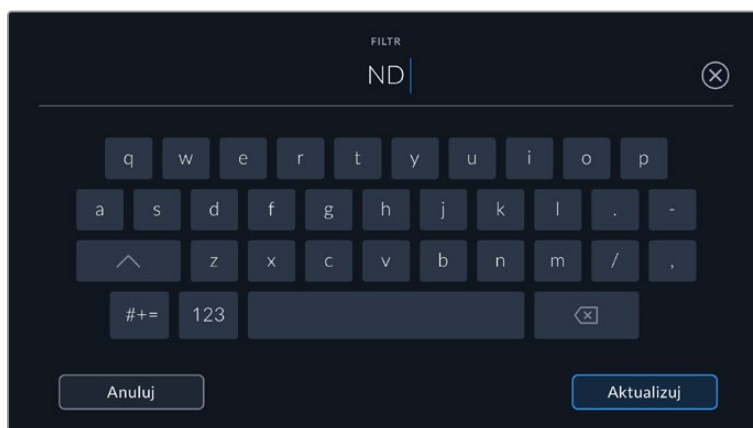 FILTR
ND
q w e r t y u i o p
a s d f g h j k l . -
z x c v b n m / ,
#+= 123
Anuluj Aktualizuj